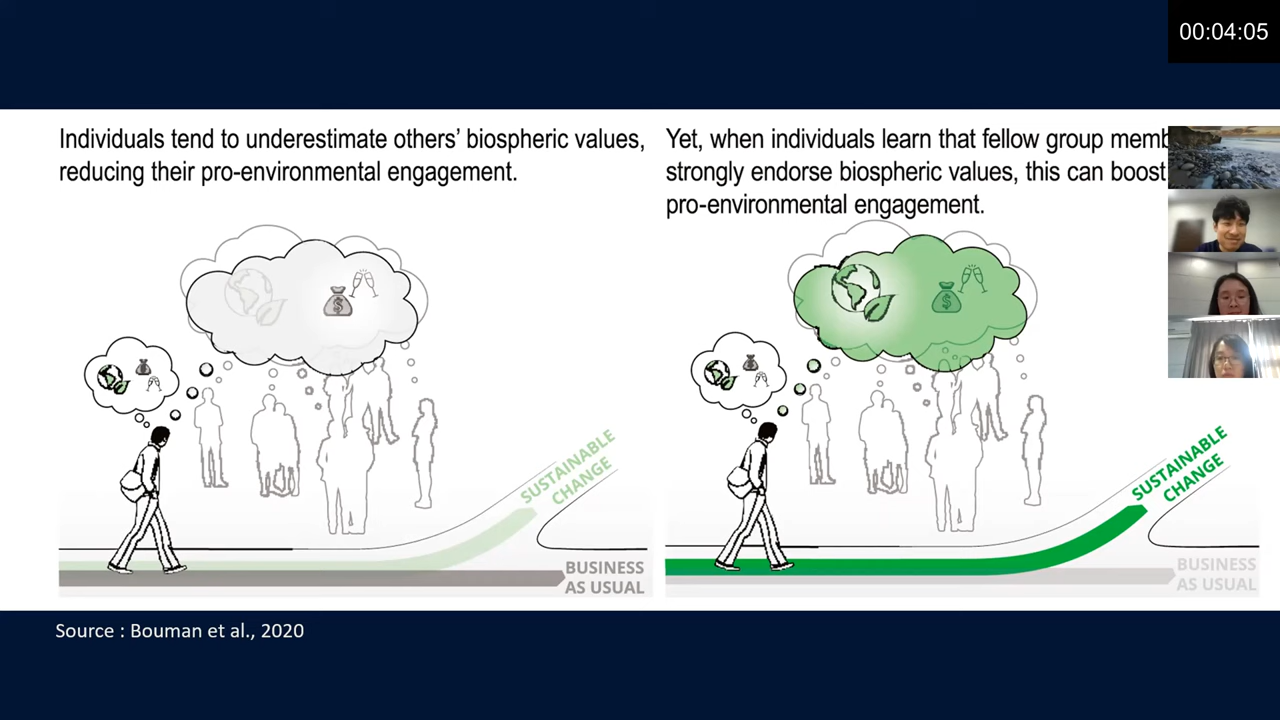 00:04:05
Individuals tend to underestimate others’ biospheric values,
reducing their pro-environmental engagement.
Yet, when individuals learn that fellow group
strongly endorse biospheric values, this can boost
pro-environmental engagement.
$
$
SUSTAINABLE
CHANGE
BUSINESS
AS USUAL
$
$
SUSTAINABLE
CHANGE
BUSINESS
AS USUAL
Source : Bouman et al., 2020